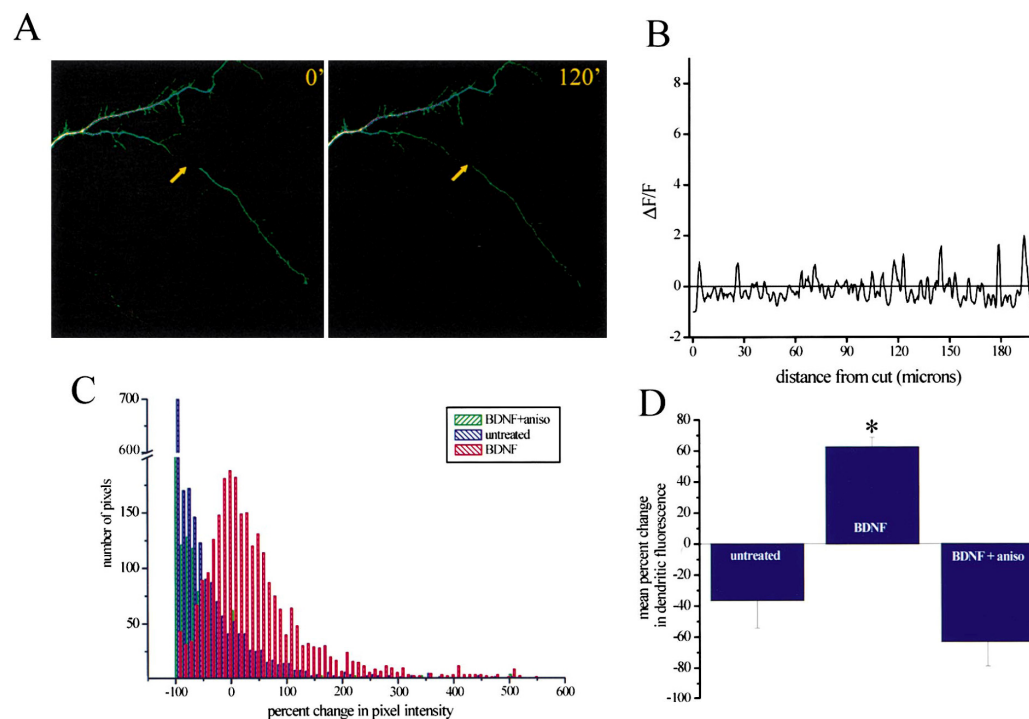 A
0'
120'
B
8
6
4
2
0
-2
ΔF/F
0 30 60 90 120 150 180
distance from cut (microns)
C
700
600
150
100
50
number of pixels
BDNF+aniso
untreated
BDNF
-100 0 100 200 300 400 500 600
percent change in pixel intensity
D
80
60
40
20
0
-20
-40
-60
-80
-100
mean percent change
in dendritic fluorescence
*
untreated
BDNF
BDNF + aniso